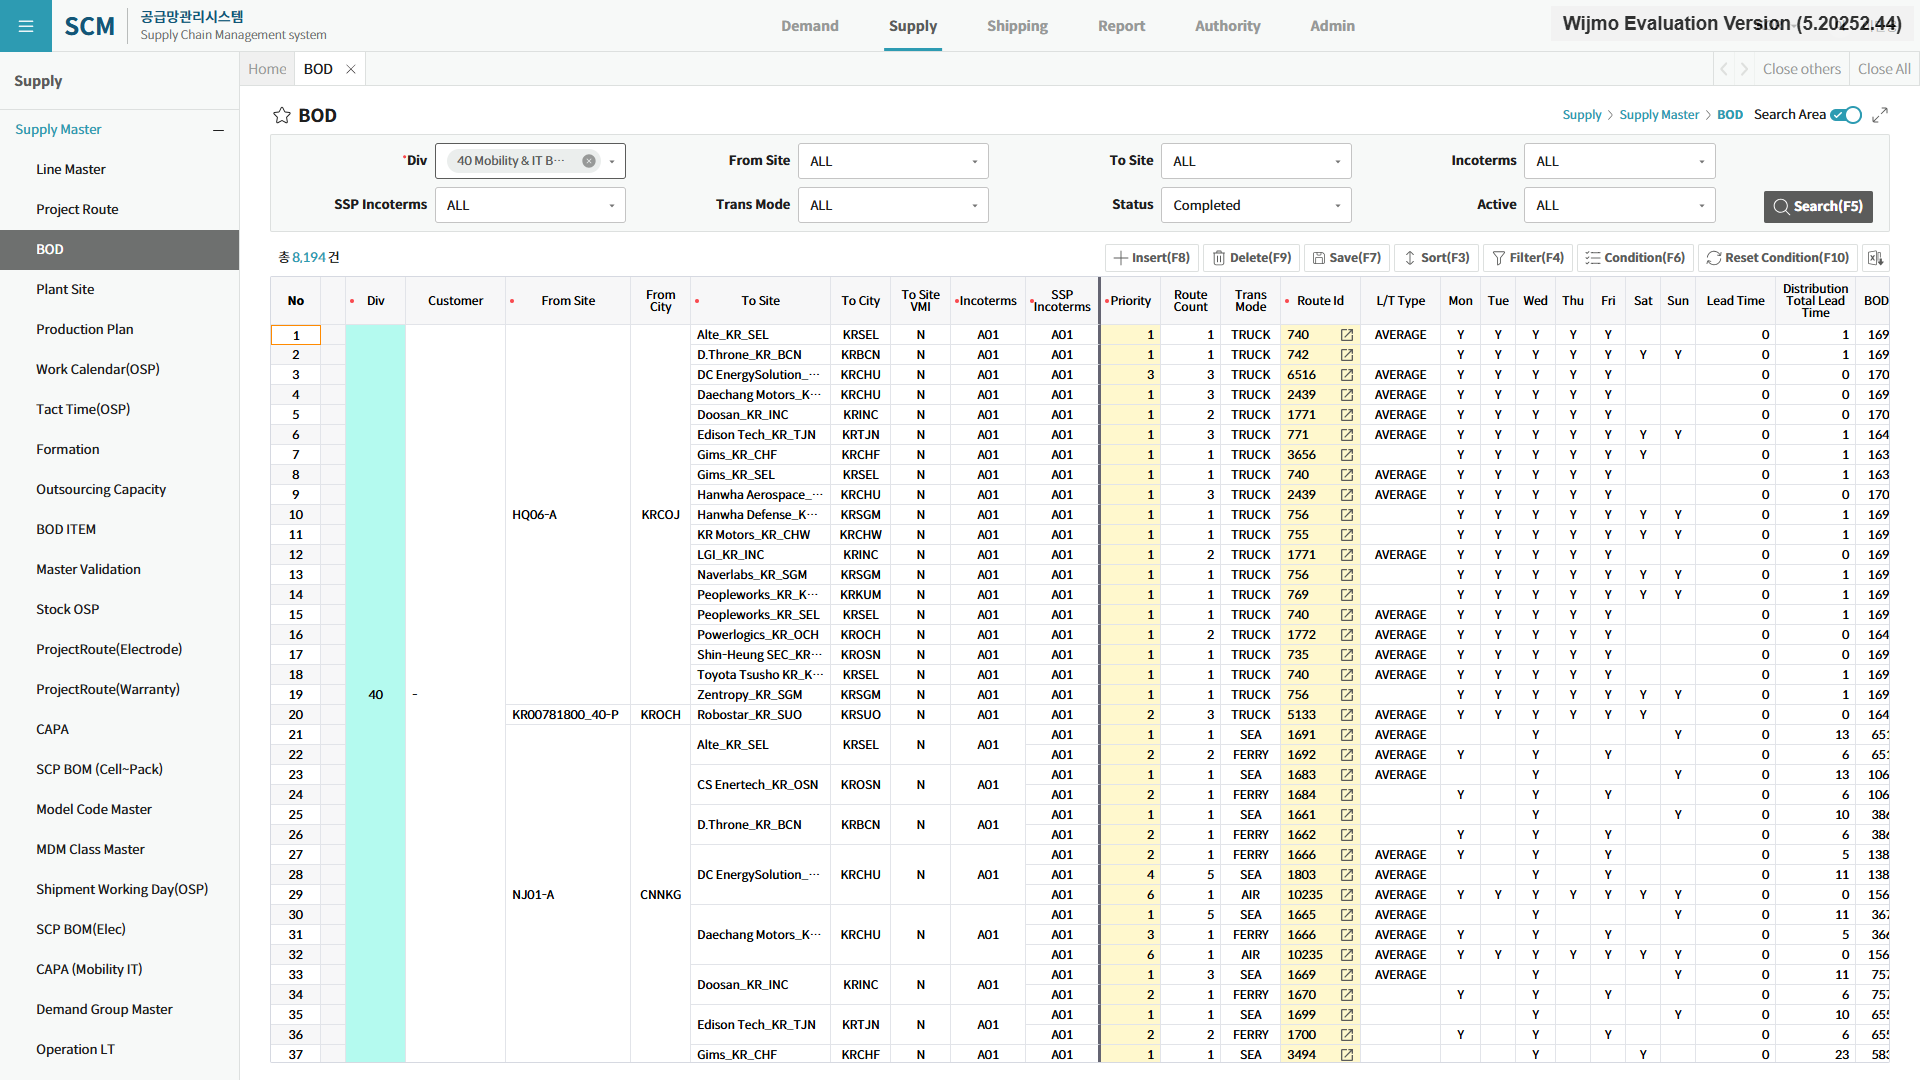 SCM 공급망관리시스템 Supply Chain Management system
Demand Supply Shipping Report Authority Admin
Wijmo Evaluation Version (5.20252.44)
Supply
Home BOD Close others Close All
Supply Master
Line Master
Project Route
BOD
Plant Site
Production Plan
Work Calendar(OSP)
Tact Time(OSP)
Formation
Outsourcing Capacity
BOD ITEM
Master Validation
Stock OSP
ProjectRoute(Electrode)
ProjectRoute(Warranty)
CAPA
SCP BOM (Cell~Pack)
Model Code Master
MDM Class Master
Shipment Working Day(OSP)
SCP BOM(Elec)
CAPA (Mobility IT)
Demand Group Master
Operation LT
BOD
Supply > Supply Master > BOD Search Area
*Div 40 Mobility & IT B··· From Site ALL To Site ALL Incoterms ALL
SSP Incoterms ALL Trans Mode ALL Status Completed Active ALL Search(F5)
총 8,194 건
Insert(F8) Delete(F9) Save(F7) Sort(F3) Filter(F4) Condition(F6) Reset Condition(F10)
No Div Customer From Site From City To Site To City To Site VMI Incoterms SSP Incoterms Priority Route Count Trans Mode Route Id L/T Type Mon Tue Wed Thu Fri Sat Sun Lead Time Distribution Total Lead Time BOD
1 Alte_KR_SEL KRSEL N A01 A01 1 1 TRUCK 740 AVERAGE Y Y Y Y Y 0 1 169
2 D.Throne_KR_BCN KRBCN N A01 A01 1 1 TRUCK 742 Y Y Y Y Y Y Y 0 1 169
3 DC EnergySolution_··· KRCHU N A01 A01 3 3 TRUCK 6516 AVERAGE Y Y Y Y Y 0 0 170
4 Daechang Motors_K··· KRCHU N A01 A01 1 3 TRUCK 2439 AVERAGE Y Y Y Y Y 0 0 169
5 Doosan_KR_INC KRINC N A01 A01 1 2 TRUCK 1771 AVERAGE Y Y Y Y Y 0 0 170
6 Edison Tech_KR_TJN KRTJN N A01 A01 1 3 TRUCK 771 AVERAGE Y Y Y Y Y Y Y 0 1 164
7 Gims_KR_CHF KRCHF N A01 A01 1 1 TRUCK 3656 Y Y Y Y Y Y 0 1 163
8 Gims_KR_SEL KRSEL N A01 A01 1 1 TRUCK 740 AVERAGE Y Y Y Y Y 0 1 163
9 Hanwha Aerospace_··· KRCHU N A01 A01 1 3 TRUCK 2439 AVERAGE Y Y Y Y Y 0 0 170
10 HQ06-A KRCOJ Hanwha Defense_K··· KRSGM N A01 A01 1 1 TRUCK 756 Y Y Y Y Y Y Y 0 1 169
11 KR Motors_KR_CHW KRCHW N A01 A01 1 1 TRUCK 755 Y Y Y Y Y Y Y 0 1 169
12 LGI_KR_INC KRINC N A01 A01 1 2 TRUCK 1771 AVERAGE Y Y Y Y Y 0 0 169
13 Naverlabs_KR_SGM KRSGM N A01 A01 1 1 TRUCK 756 Y Y Y Y Y Y Y 0 1 169
14 Peopleworks_KR_K··· KRKUM N A01 A01 1 1 TRUCK 769 Y Y Y Y Y Y Y 0 1 169
15 Peopleworks_KR_SEL KRSEL N A01 A01 1 1 TRUCK 740 AVERAGE Y Y Y Y Y 0 1 169
16 Powerlogics_KR_OCH KROCH N A01 A01 1 2 TRUCK 1772 AVERAGE Y Y Y Y Y 0 0 164
17 Shin-Heung SEC_KR··· KROSN N A01 A01 1 1 TRUCK 735 AVERAGE Y Y Y Y Y 0 0 169
18 Toyota Tsusho KR_K··· KRSEL N A01 A01 1 1 TRUCK 740 AVERAGE Y Y Y Y Y 0 1 169
19 40 - Zentropy_KR_SGM KRSGM N A01 A01 1 1 TRUCK 756 Y Y Y Y Y Y Y 0 1 169
20 KR00781800_40-P KROCH Robostar_KR_SUO KRSUO N A01 A01 2 3 TRUCK 5133 AVERAGE Y Y Y Y Y Y 0 0 164
21 Alte_KR_SEL KRSEL N A01 A01 1 1 SEA 1691 AVERAGE Y Y 0 13 651
22 A01 2 2 FERRY 1692 AVERAGE Y Y Y 0 6 651
23 CS Enertech_KR_OSN KROSN N A01 A01 1 1 SEA 1683 AVERAGE Y Y 0 13 106
24 A01 2 1 FERRY 1684 Y Y Y 0 6 106
25 D.Throne_KR_BCN KRBCN N A01 A01 1 1 SEA 1661 Y Y 0 10 386
26 A01 2 1 FERRY 1662 Y Y Y 0 6 386
27 A01 2 1 FERRY 1666 AVERAGE Y Y Y 0 5 138
28 DC EnergySolution_··· KRCHU N A01 A01 4 5 SEA 1803 AVERAGE Y Y 0 11 138
29 NJ01-A CNNKG A01 6 1 AIR 10235 AVERAGE Y Y Y Y Y Y Y 0 0 156
30 A01 1 5 SEA 1665 AVERAGE Y Y 0 11 367
31 Daechang Motors_K··· KRCHU N A01 A01 3 1 FERRY 1666 AVERAGE Y Y Y 0 5 366
32 A01 6 1 AIR 10235 AVERAGE Y Y Y Y Y Y Y 0 0 156
33 Doosan_KR_INC KRINC N A01 A01 1 3 SEA 1669 AVERAGE Y Y 0 11 757
34 A01 2 1 FERRY 1670 Y Y Y 0 6 757
35 Edison Tech_KR_TJN KRTJN N A01 A01 1 1 SEA 1699 Y Y 0 10 655
36 A01 2 2 FERRY 1700 Y Y Y 0 6 655
37 Gims_KR_CHF KRCHF N A01 A01 1 1 SEA 3494 Y Y 0 23 583